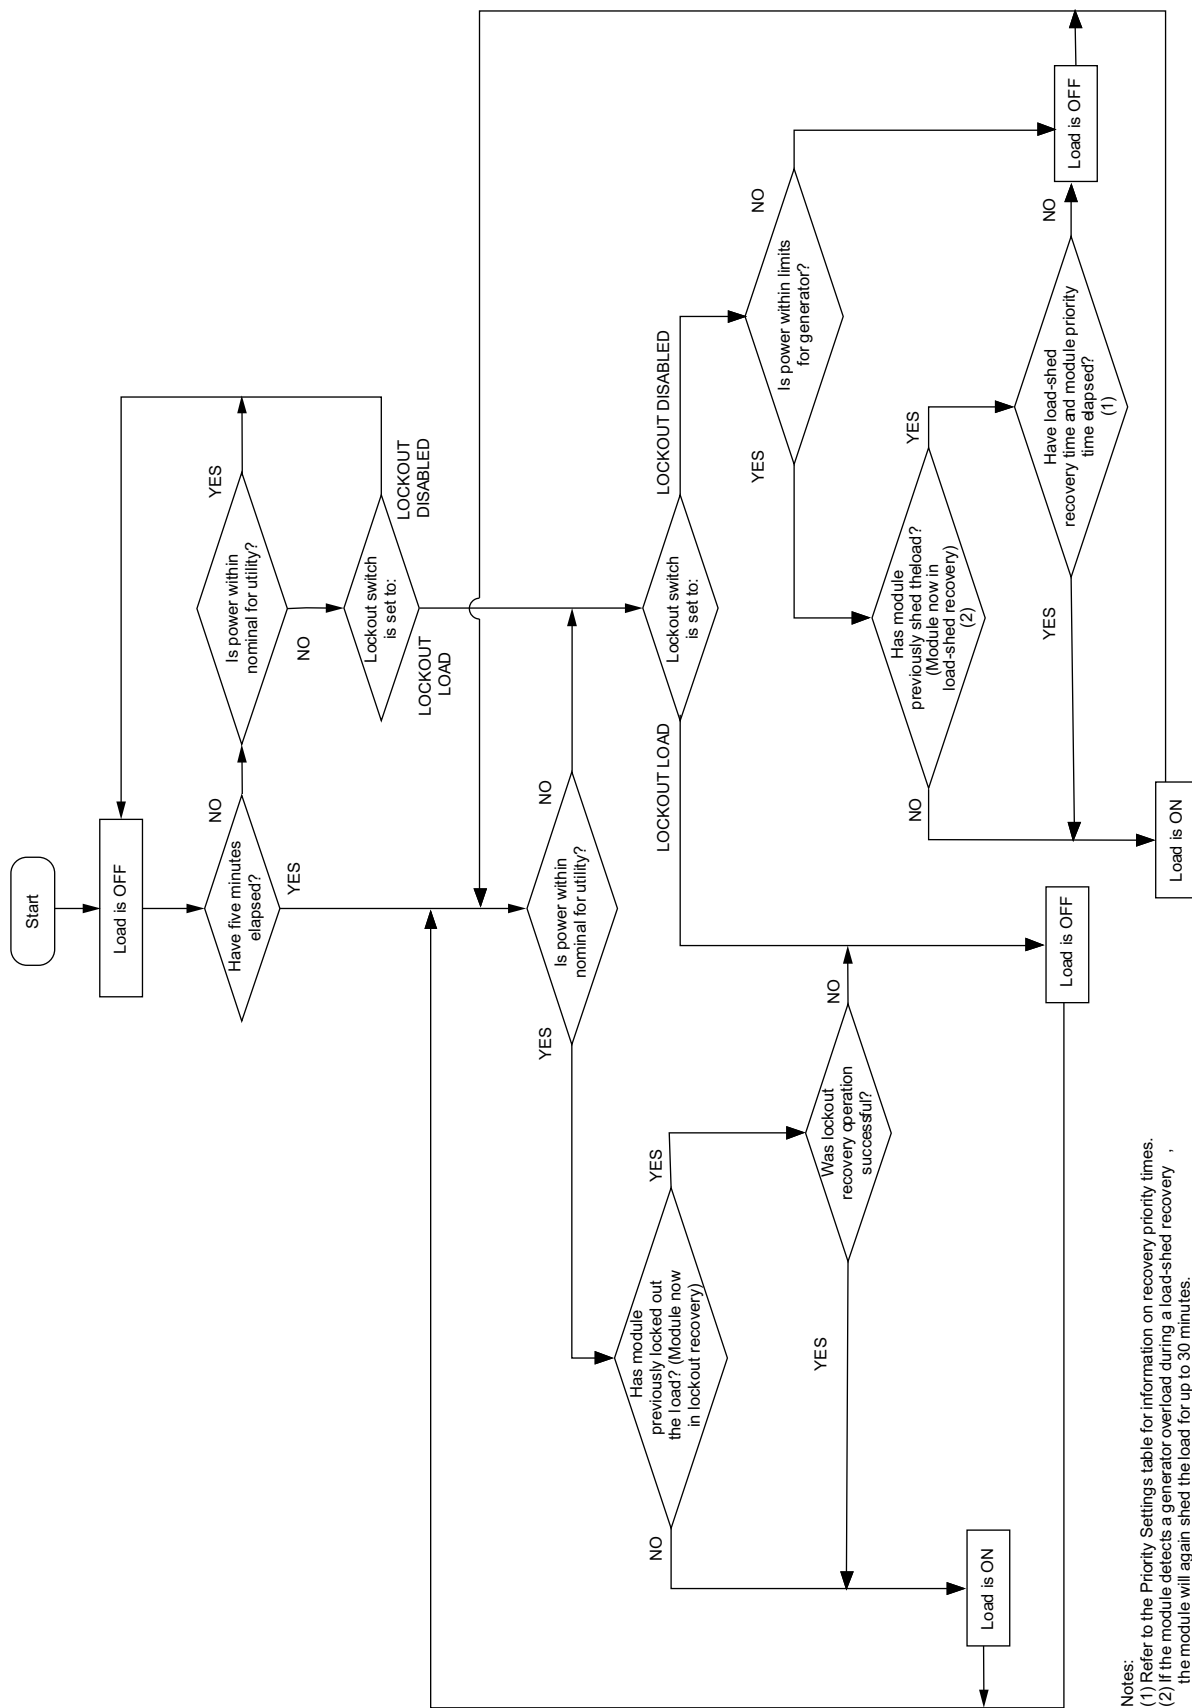 Start
Load is OFF
Have five minutes
elapsed?
NO
YES
Is power within
nominal for utility?
YES
NO
Lockout switch
is set to:
LOCKOUT
DISABLED
LOCKOUT
LOAD
Is power within
nominal for utility?
YES
NO
Has module
previously locked out
the load? (Module now
in lockout recovery)
NO
YES
Was lockout
recovery operation
successful?
YES
NO
Load is ON
Load is OFF
Lockout switch
is set to:
LOCKOUT LOAD
LOCKOUT DISABLED
Is power within limits
for generator?
YES
NO
Has module
previously shed theload?
(Module now in
load-shed recovery)
(2)
NO
YES
Have load-shed
recovery time and module priority
time elapsed?
(1)
YES
NO
Load is ON
Load is OFF
Notes:
(1) Refer to the Priority Settings table for information on recovery priority times.
(2) If the module detects a generator overload during a load-shed recovery ,
the module will again shed the load for up to 30 minutes.